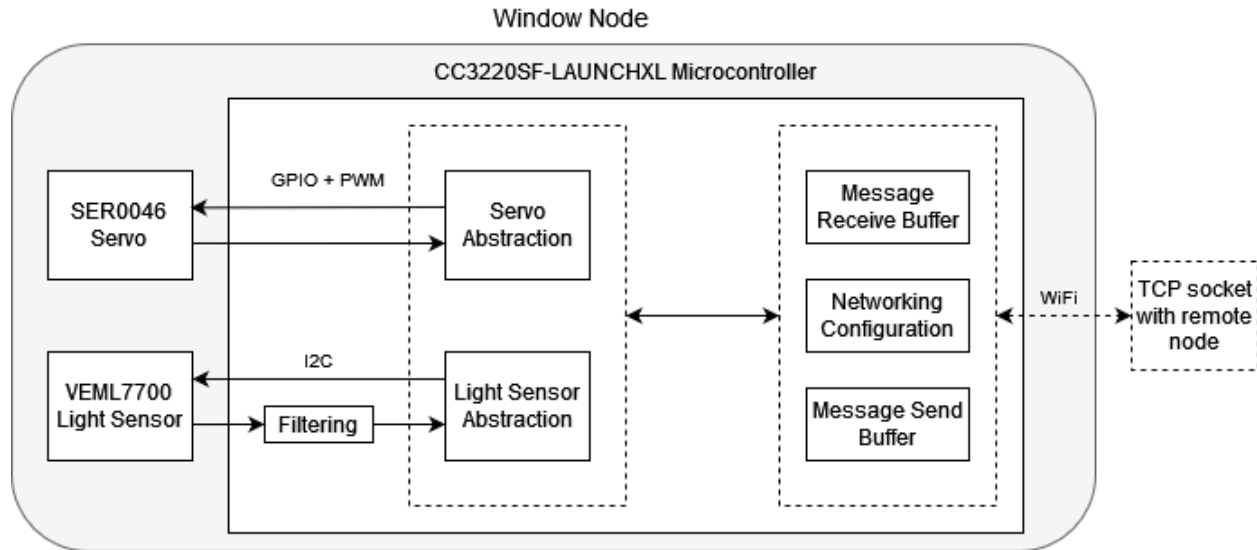 Window Node
CC3220SF-LAUNCHXL Microcontroller
SER0046
Servo
GPIO + PWM
Servo
Abstraction
VEML7700
Light Sensor
I2C
Filtering
Light Sensor
Abstraction
Message
Receive Buffer
Networking
Configuration
Message Send
Buffer
WiFi
TCP socket
with remote
node